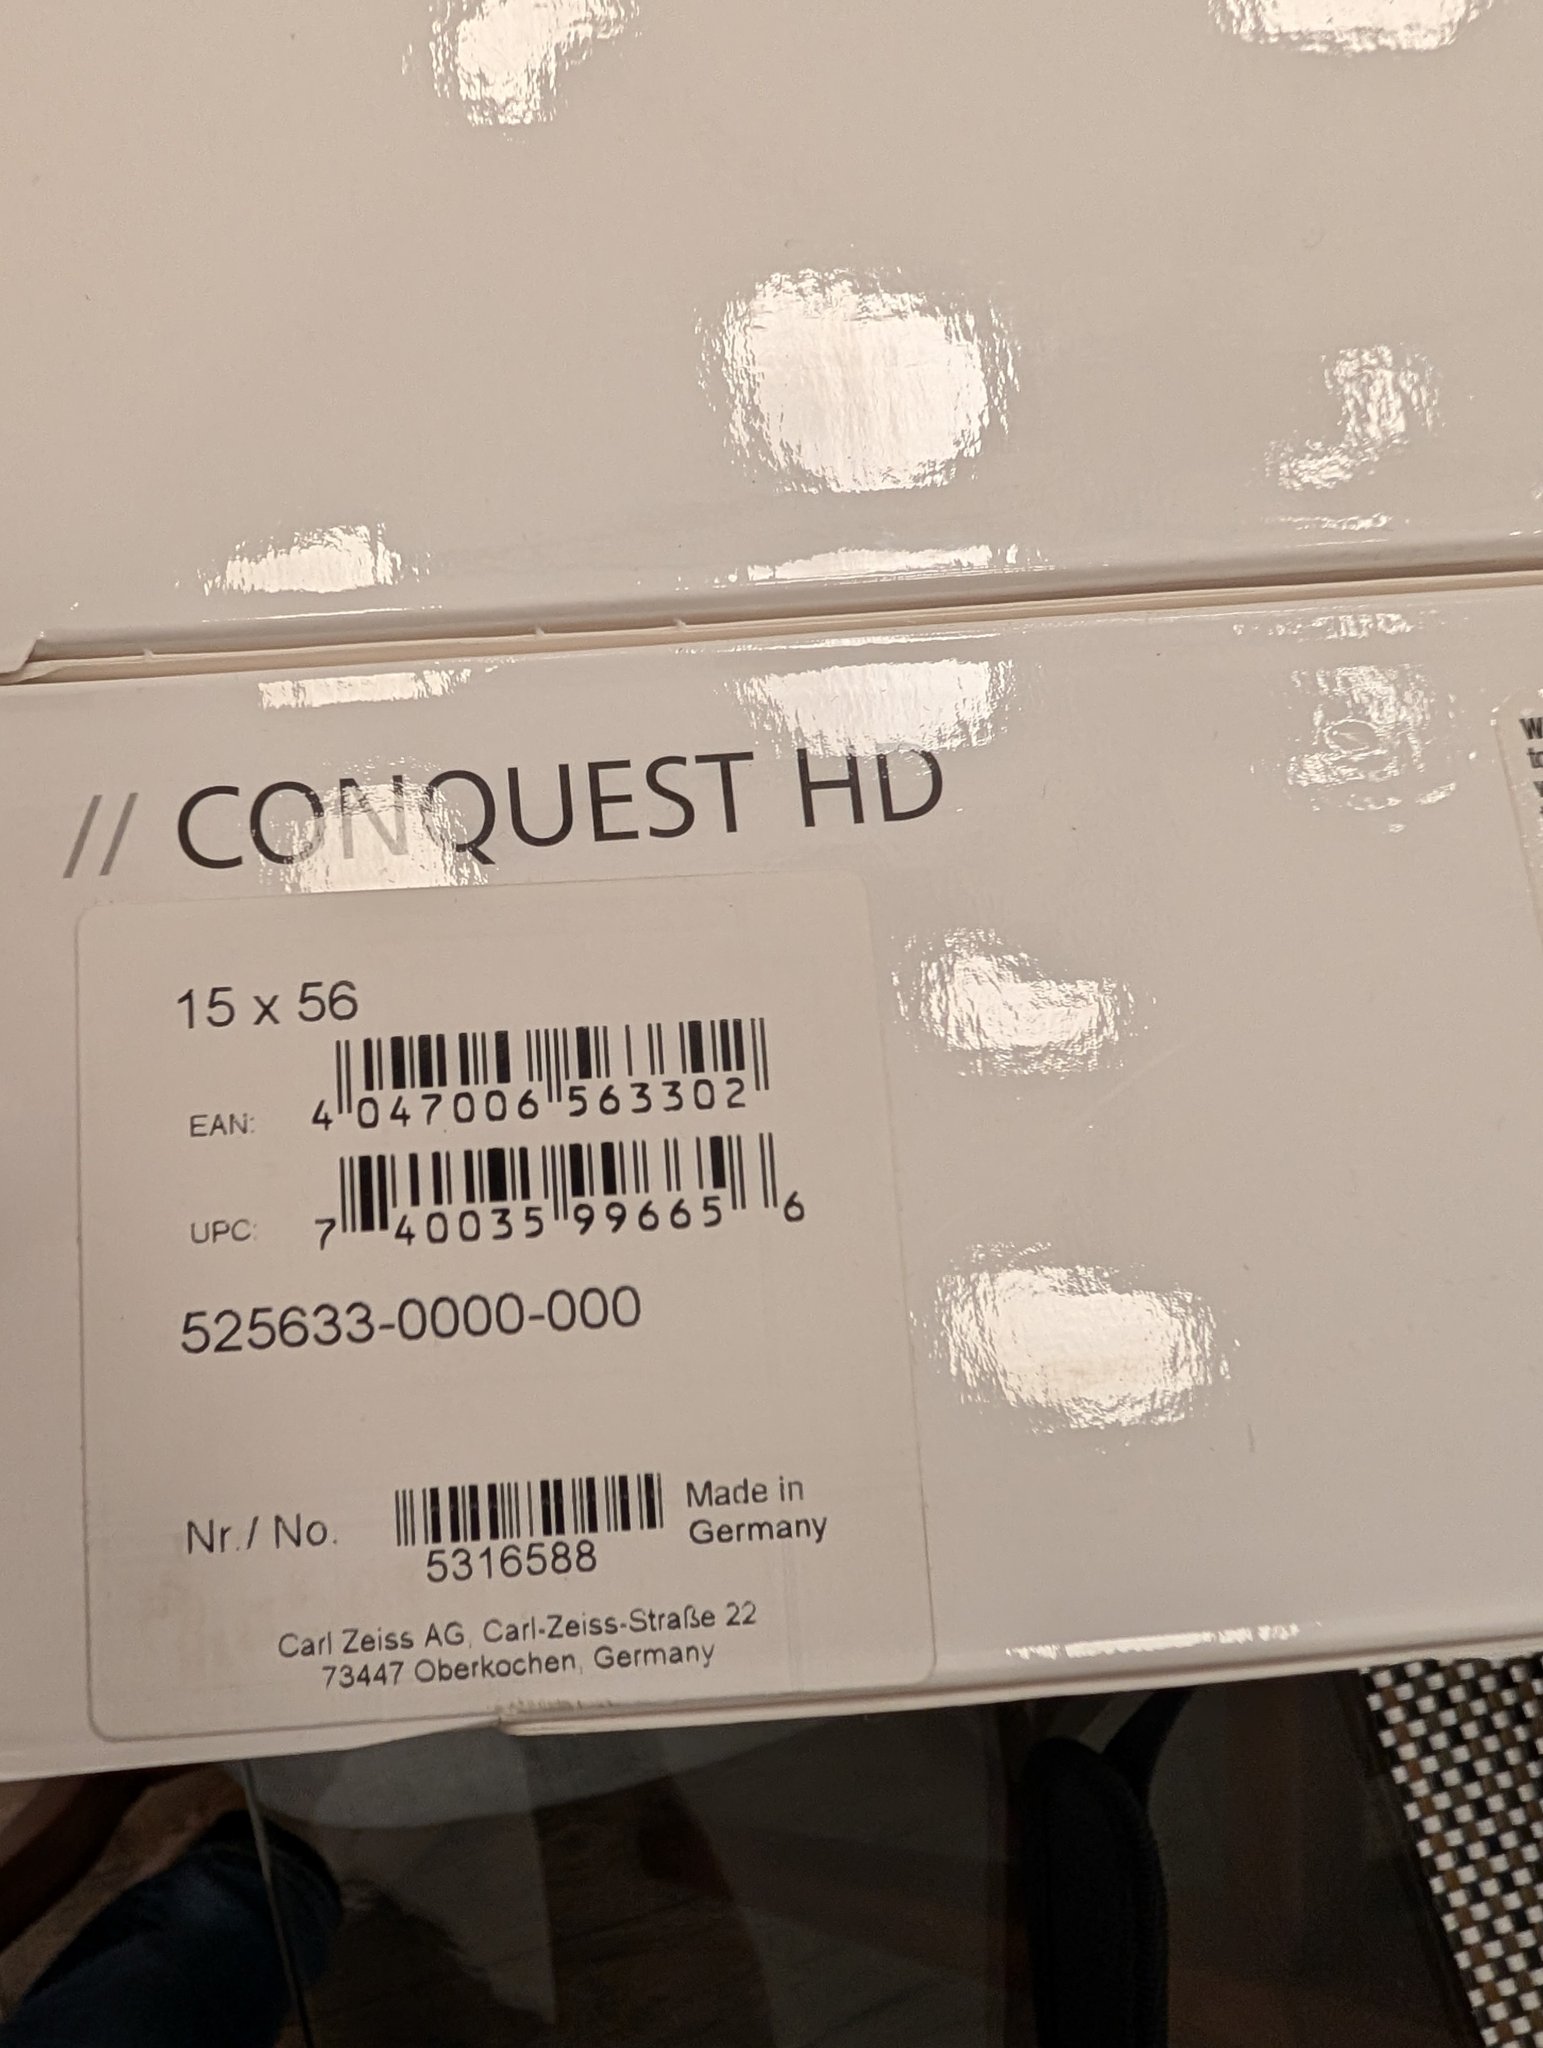 // CONQUEST HD
15 x 56
EAN: 4 047006 563302
UPC: 7 40035 99665 6
525633-0000-000
Nr. / No. 5316588
Made in
Germany
Carl Zeiss AG, Carl-Zeiss-Straße 22
73447 Oberkochen, Germany